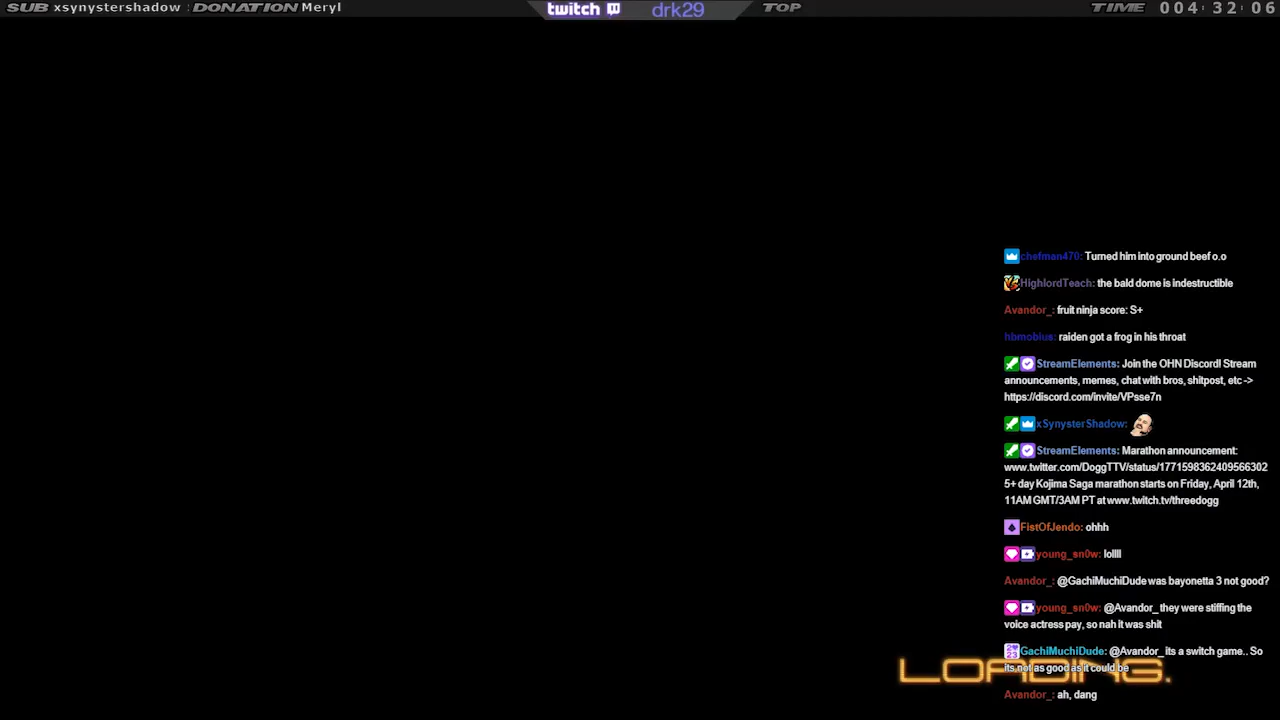 SUB xsynystershadow : DONATION Meryl
twitch drk29
TOP
TIME 004:32:06
chefman470: Turned him into ground beef o.o
HighlordTeach: the bald dome is indestructible
Avandor_: fruit ninja score: S+
hbmobius: raiden got a frog in his throat
StreamElements: Join the OHN Discord! Stream
announcements, memes, chat with bros, shitpost, etc ->
https://discord.com/invite/VPsse7n
xSynysterShadow:
StreamElements: Marathon announcement:
www.twitter.com/DoggTTV/status/1771598362409566302
5+ day Kojima Saga marathon starts on Friday, April 12th,
11AM GMT/3AM PT at www.twitch.tv/threedogg
FistOfJendo: ohhh
young_sn0w: lollll
Avandor_: @GachiMuchiDude was bayonetta 3 not good?
young_sn0w: @Avandor_ they were stiffing the
voice actress pay, so nah it was shit
GachiMuchiDude: @Avandor_ its a switch game.. So
its not as good as it could be
LOADING.
Avandor_: ah, dang